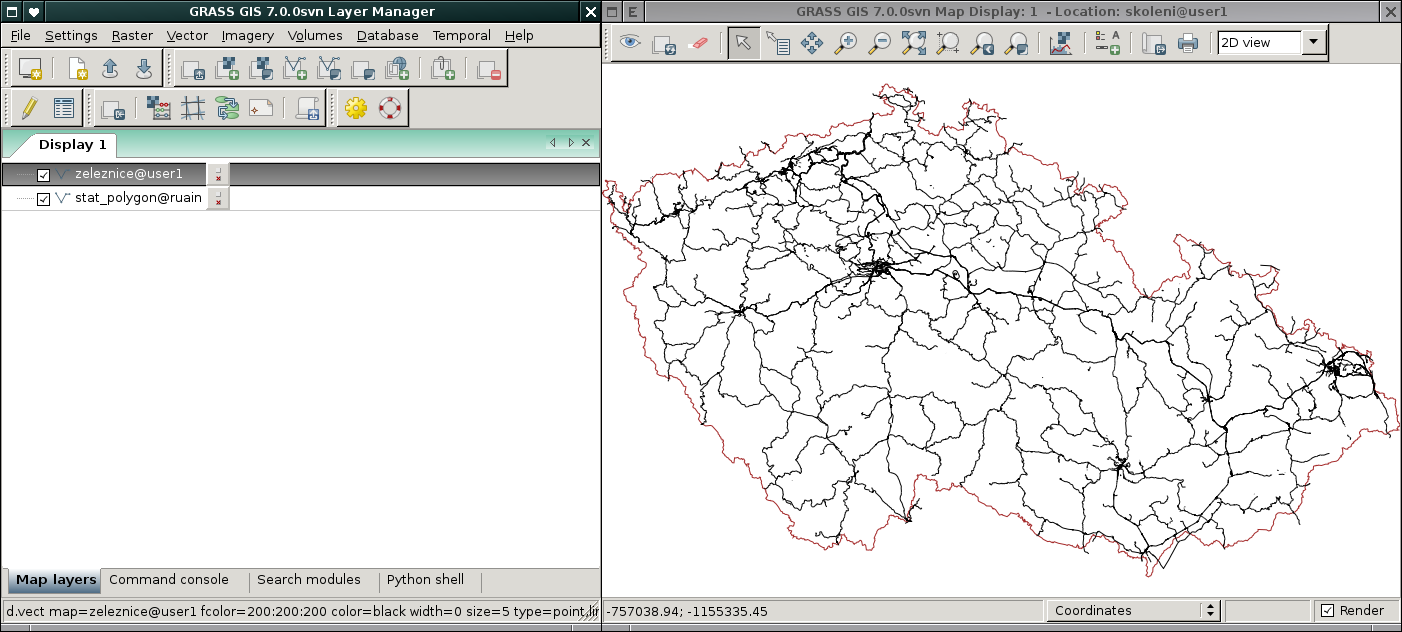 GRASS GIS 7.0.0svn Layer Manager
File Settings Raster Vector Imagery Volumes Database Temporal Help
Display 1
zeleznice@user1
stat_polygon@ruain
Map layers Command console Search modules Python shell
d.vect map=zeleznice@user1 fcolor=200:200:200 color=black width=0 size=5 type=point,lin
E GRASS GIS 7.0.0svn Map Display: 1 - Location: skoleni@user1
A
2D view
-757038.94; -1155335.45 Coordinates Render